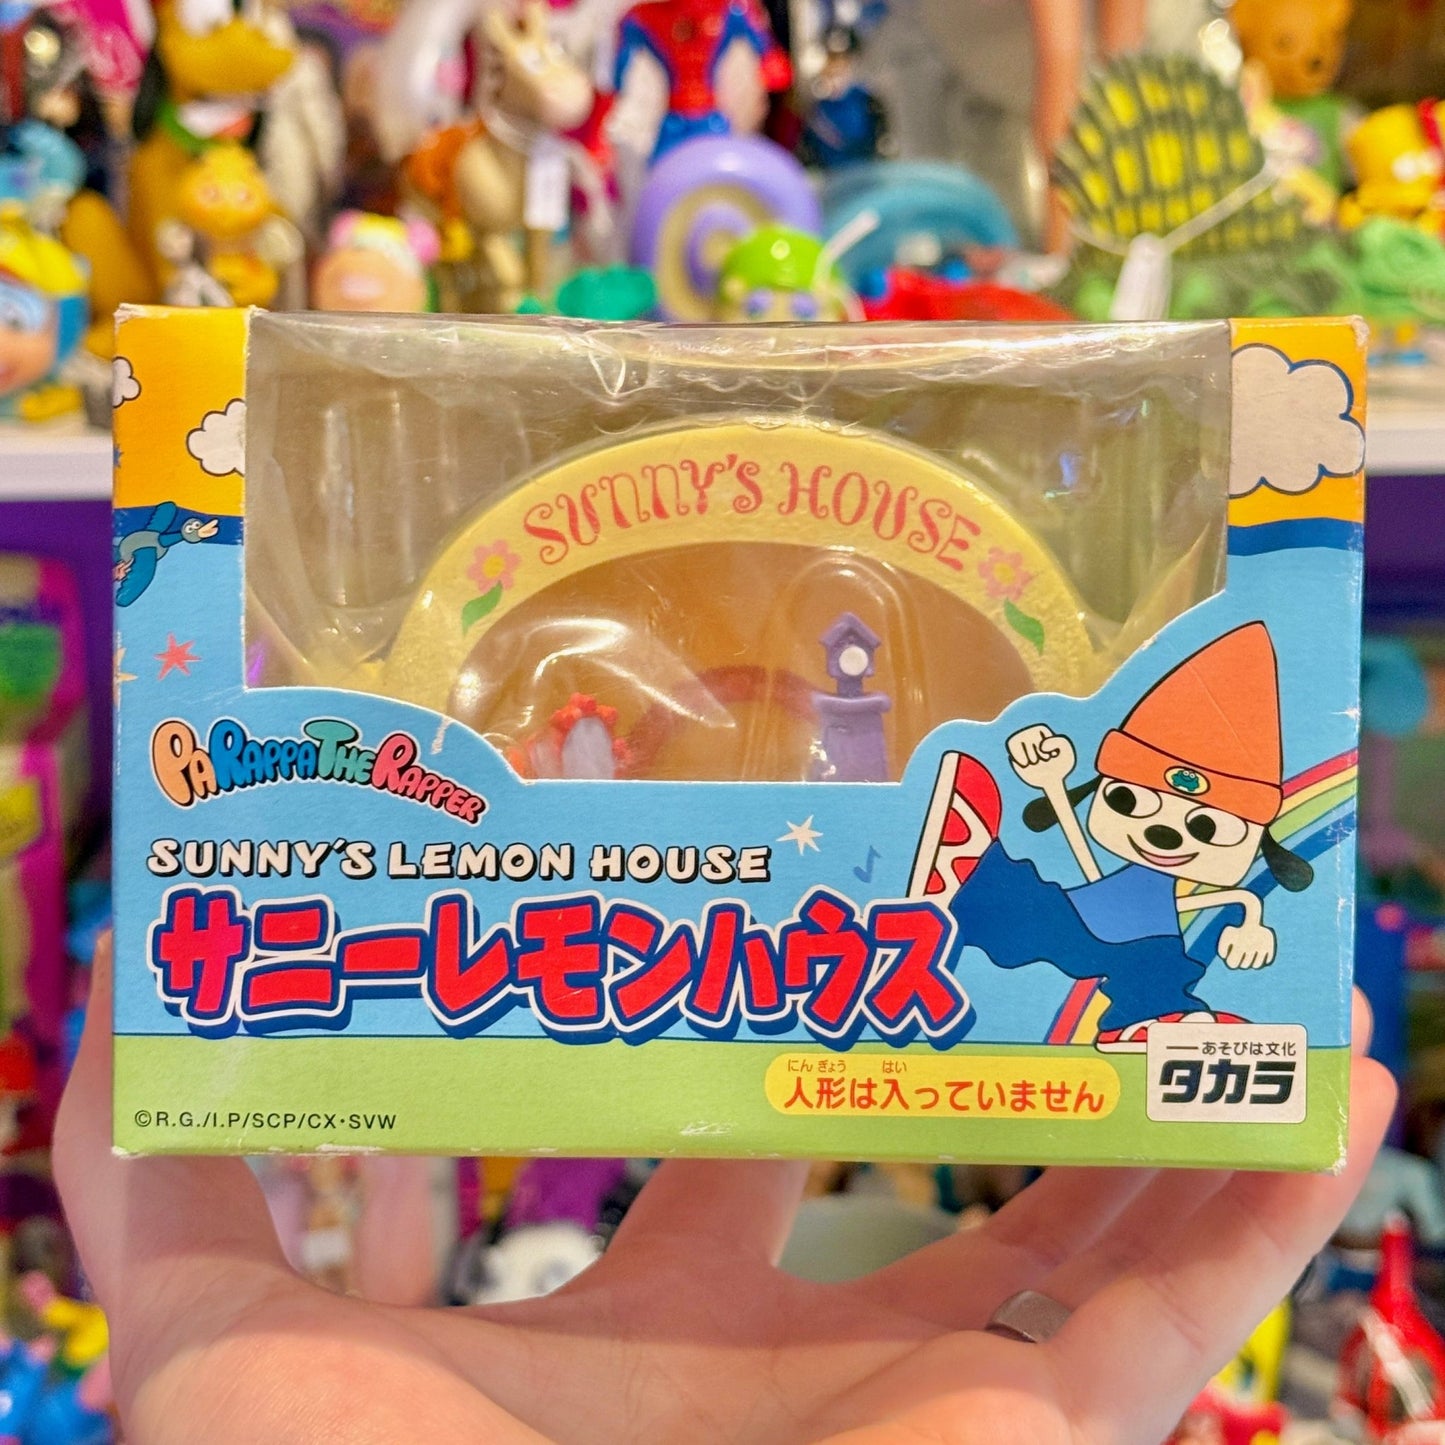 SUNNY'S HOUSE
PARAPPA THE RAPPER
SUNNY'S LEMON HOUSE
サニーレモンハウス
にんぎょう はい
人形は入っていません
―あそびは文化
タカラ
©R.G./I.P/SCP/CX・SVW